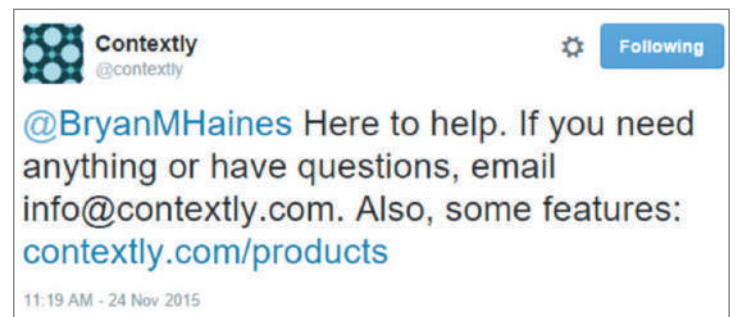 Contextly
@contextly
Following
@BryanMHaines Here to help. If you need
anything or have questions, email
info@contextly.com. Also, some features:
contextly.com/products
11:19 AM - 24 Nov 2015